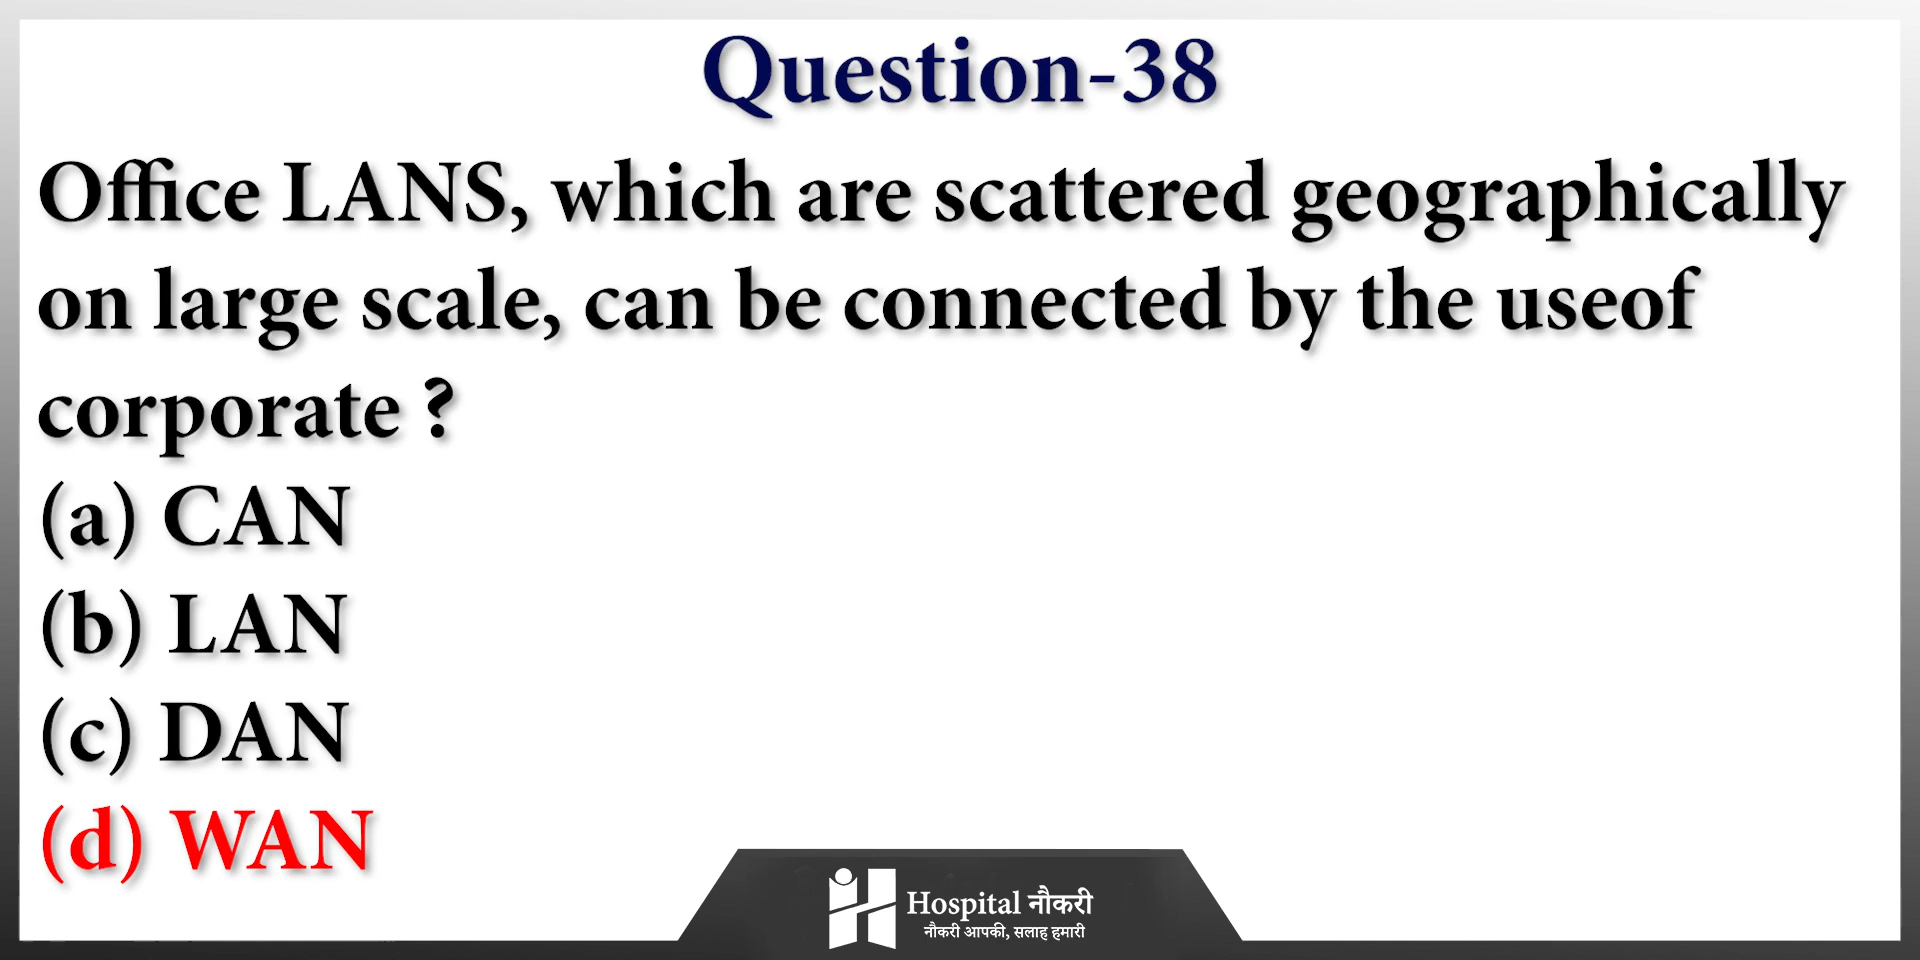 Question-38
Office LANS, which are scattered geographically
on large scale, can be connected by the useof
corporate ?
(a) CAN
(b) LAN
(c) DAN
(d) WAN
Hospital नौकरी
नौकरी आपकी, सलाह हमारी